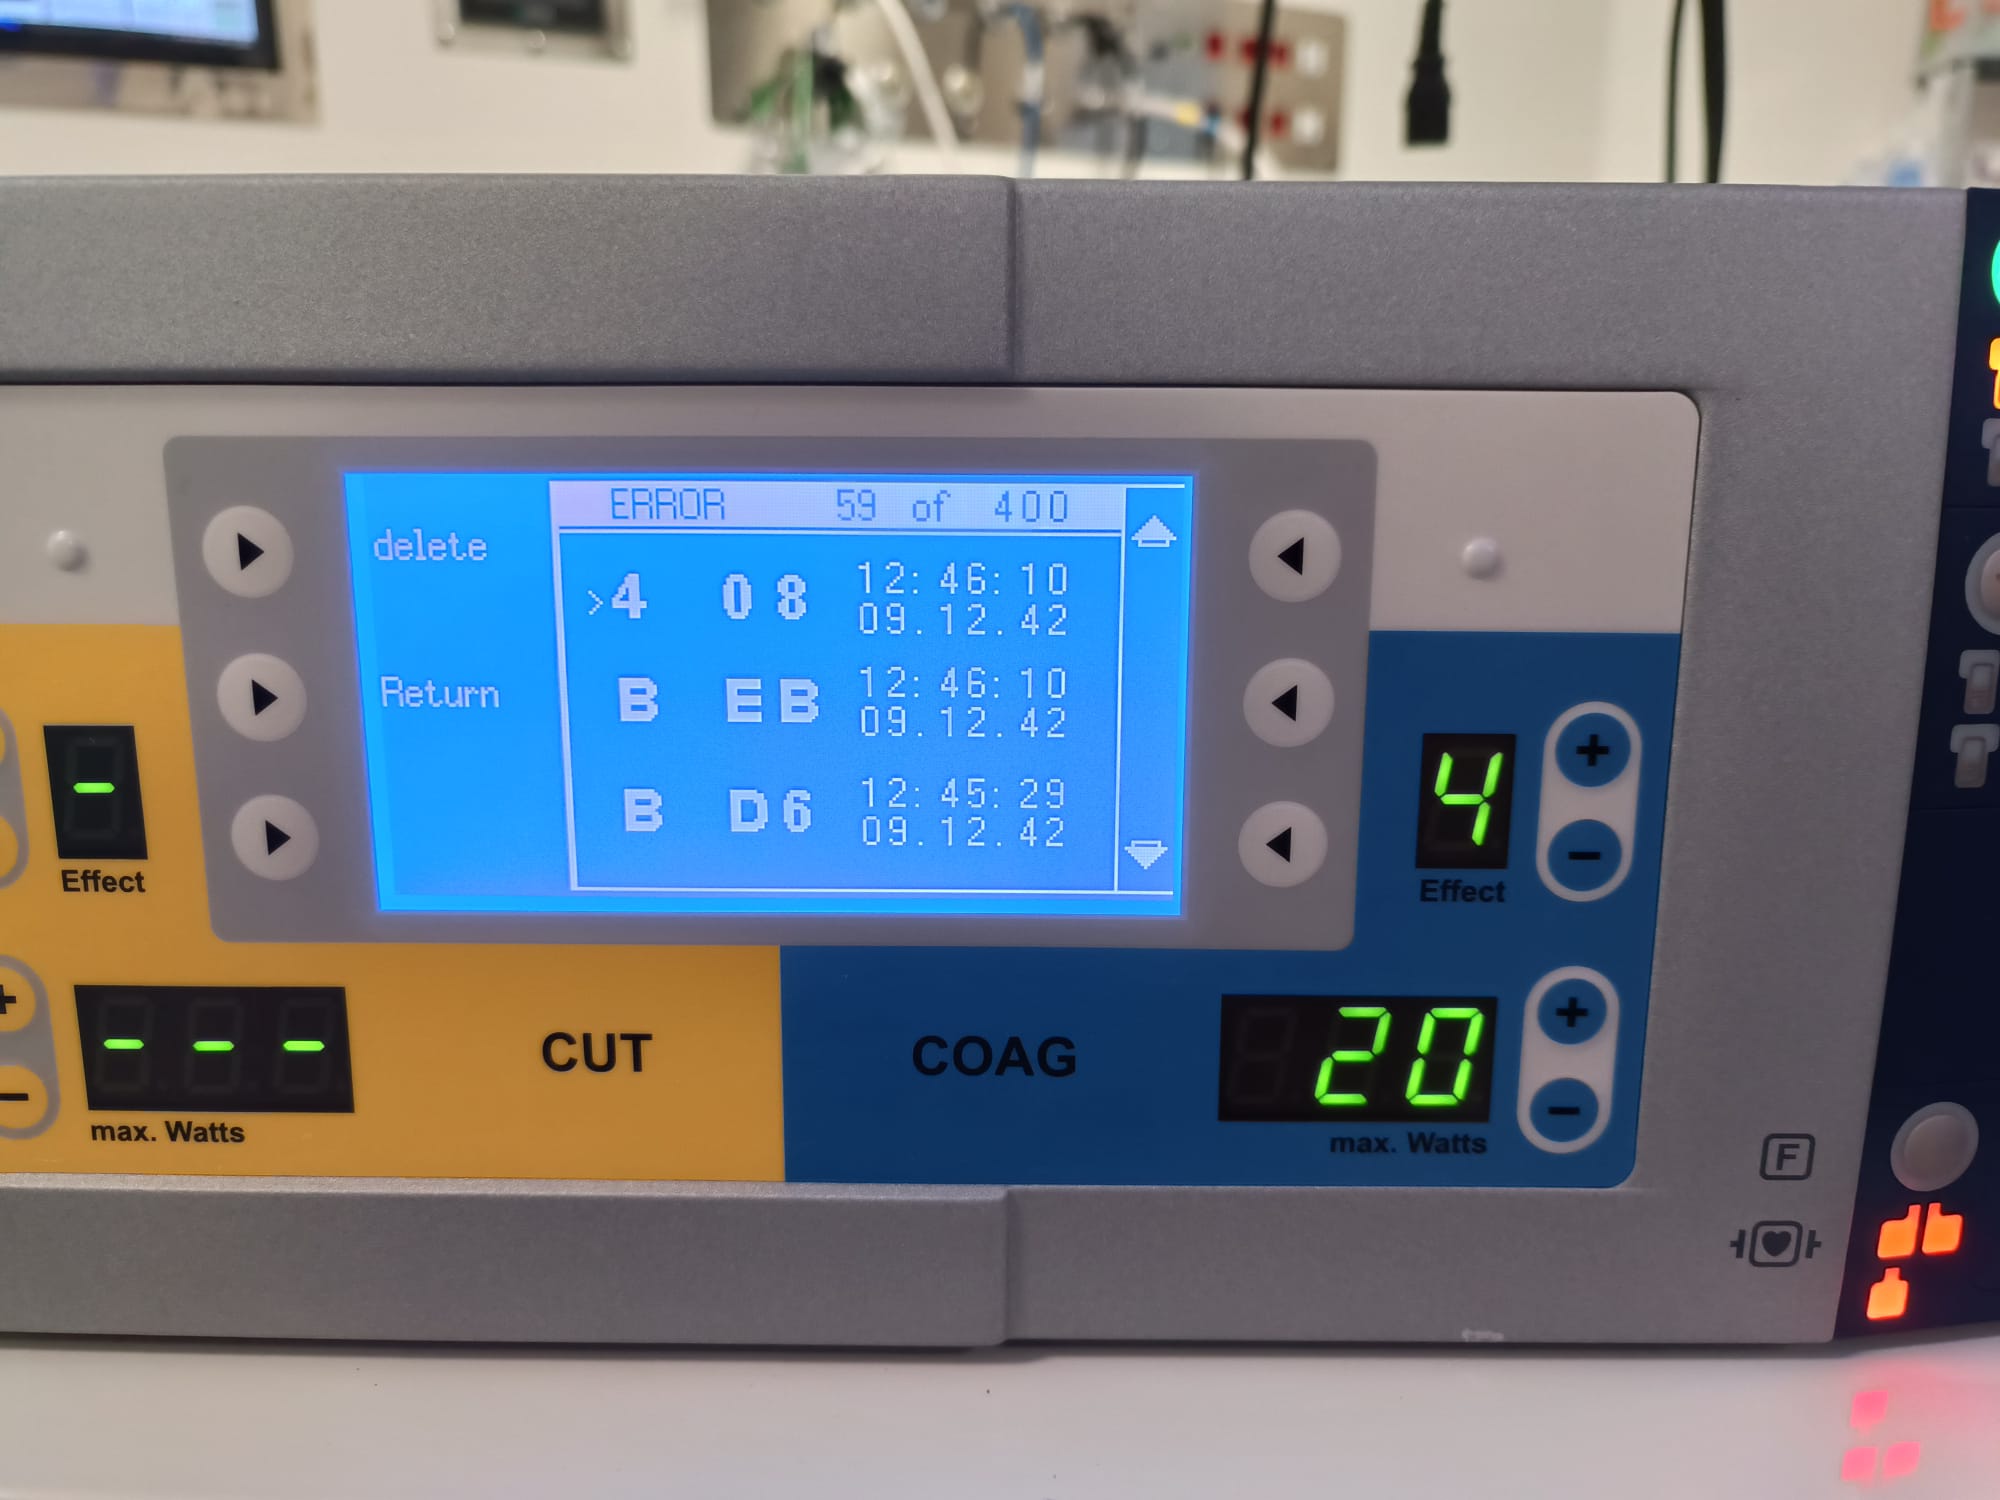 ERROR 59 of 400
delete
>4 08 12:46:10
09.12.42
Return
B EB 12:46:10
09.12.42
B D6 12:45:29
09.12.42
-
Effect
4
Effect
+
-
---
max. Watts
+
-
CUT
COAG
20
max. Watts
+
-
F